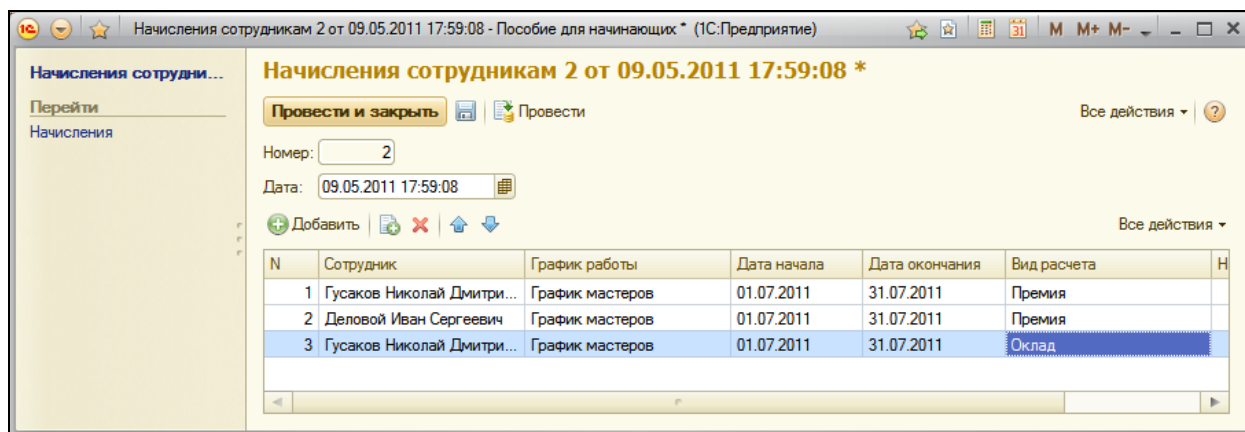 Начисления сотрудникам 2 от 09.05.2011 17:59:08 - Пособие для начинающих * (1С:Предприятие)
31 M M+ M-
Начисления сотрудни...
Перейти
Начисления
Начисления сотрудникам 2 от 09.05.2011 17:59:08 *
Провести и закрыть Провести Все действия
Номер: 2
Дата: 09.05.2011 17:59:08
Добавить Все действия
N Сотрудник График работы Дата начала Дата окончания Вид расчета Н
1 Гусаков Николай Дмитри... График мастеров 01.07.2011 31.07.2011 Премия
2 Деловой Иван Сергеевич График мастеров 01.07.2011 31.07.2011 Премия
3 Гусаков Николай Дмитри... График мастеров 01.07.2011 31.07.2011 Оклад